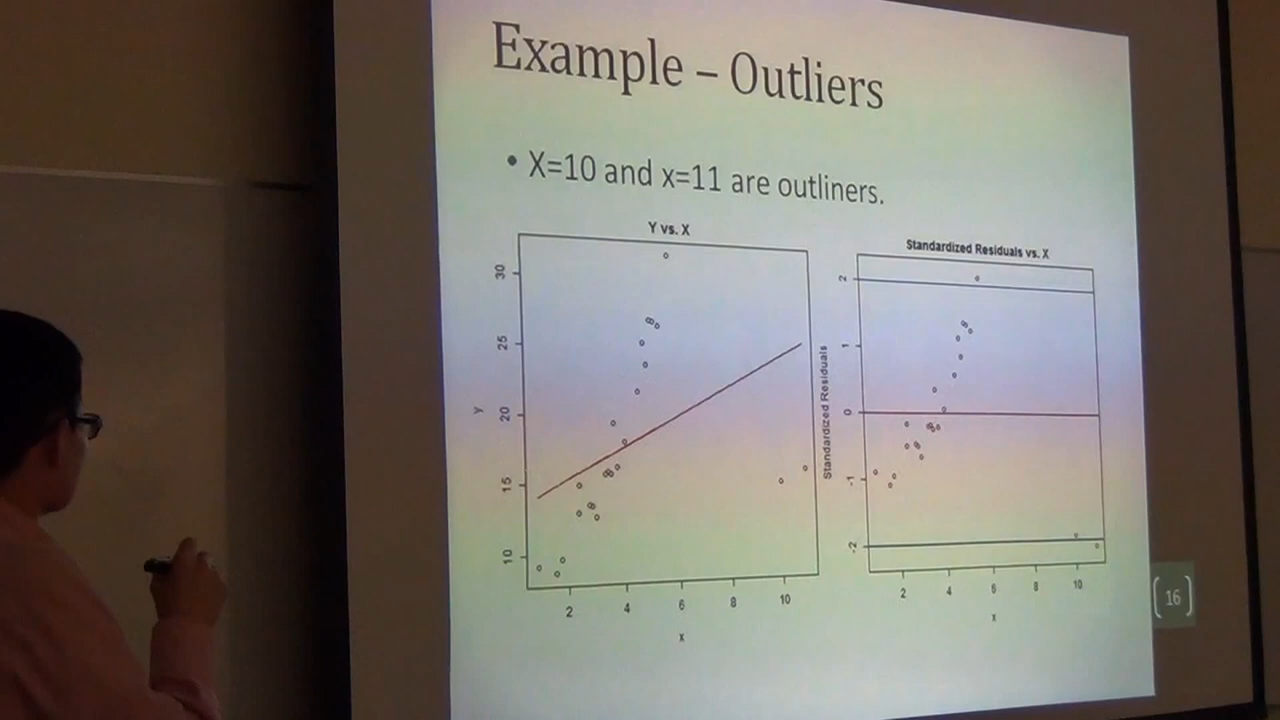 Example – Outliers
• X=10 and x=11 are outliners.
Y vs. X
30
25
20
15
10
Y
2 4 6 8 10
x
Standardized Residuals vs. X
2
1
0
-1
-2
Standardized Residuals
2 4 6 8 10
x
16